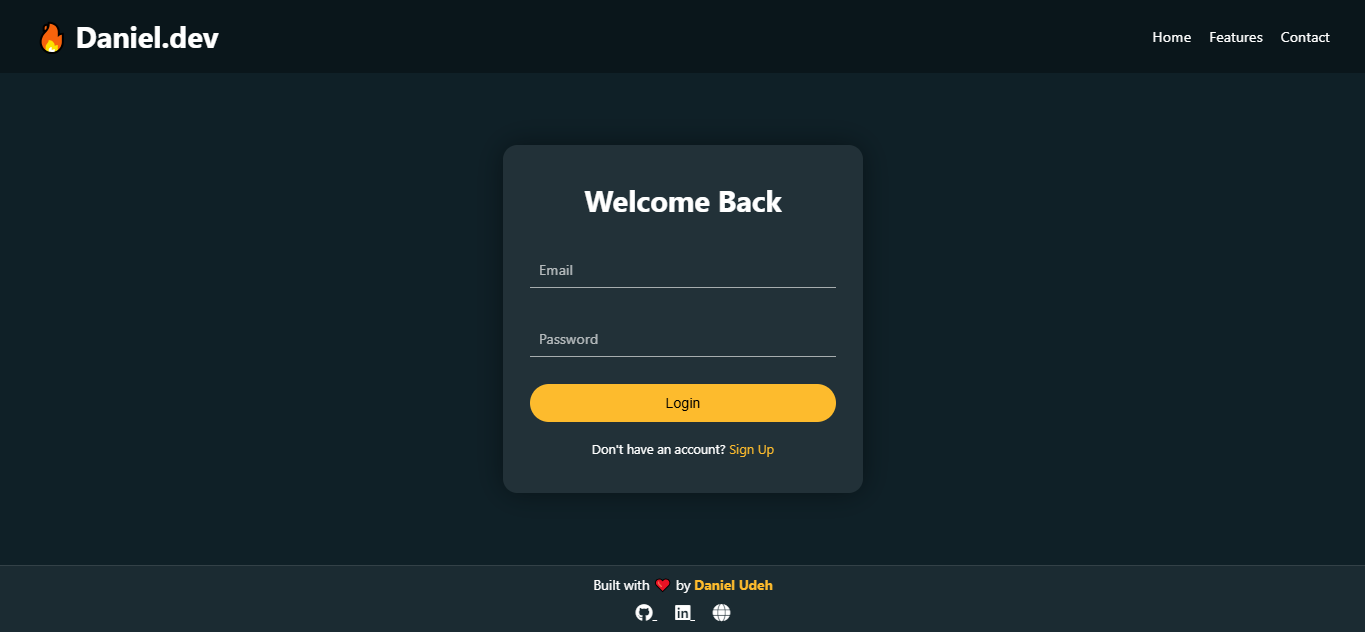 🔥 Daniel.dev
Home Features Contact
Welcome Back
Email
Password
Login
Don't have an account? Sign Up
Built with ❤️ by Daniel Udeh